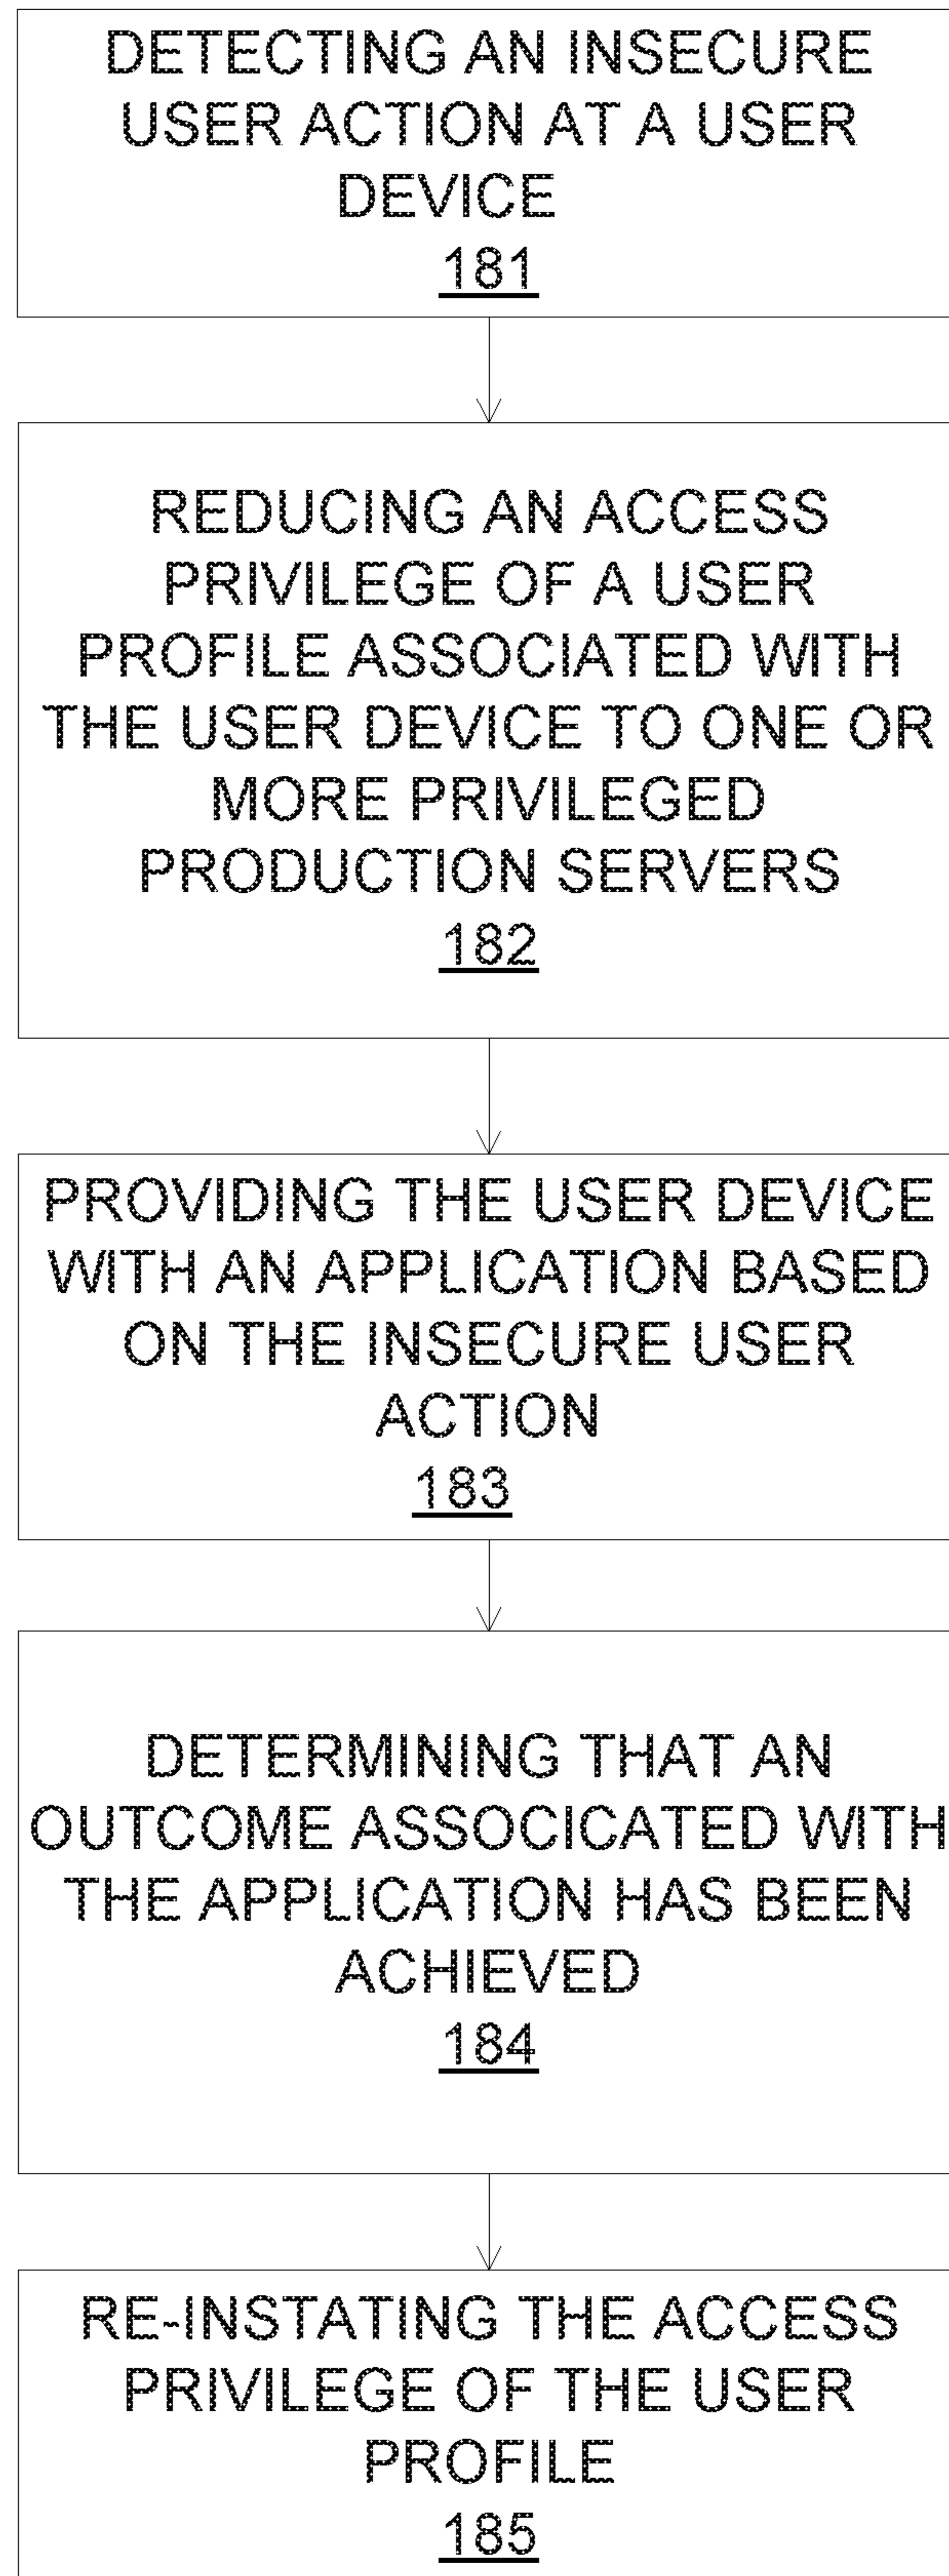 DETECTING AN INSECURE
USER ACTION AT A USER
DEVICE
181
REDUCING AN ACCESS
PRIVILEGE OF A USER
PROFILE ASSOCIATED WITH
THE USER DEVICE TO ONE OR
MORE PRIVILEGED
PRODUCTION SERVERS
182
PROVIDING THE USER DEVICE
WITH AN APPLICATION BASED
ON THE INSECURE USER
ACTION
183
DETERMINING THAT AN
OUTCOME ASSOCICATED WITH
THE APPLICATION HAS BEEN
ACHIEVED
184
RE-INSTATING THE ACCESS
PRIVILEGE OF THE USER
PROFILE
185